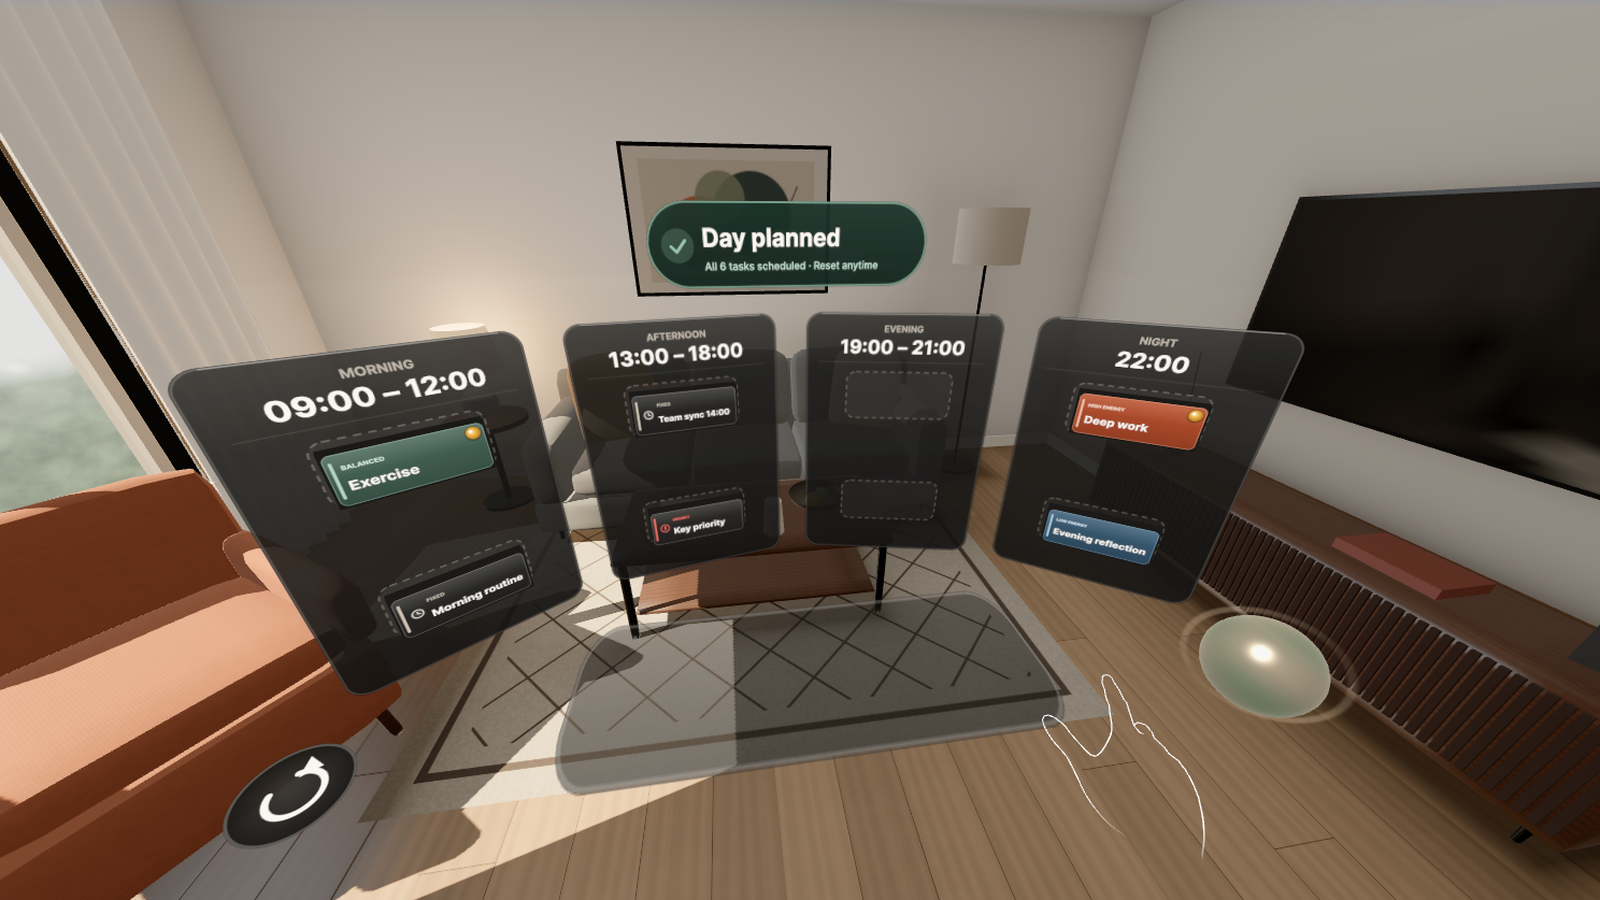 Day planned
All 6 tasks scheduled · Reset anytime
MORNING
09:00 – 12:00
BALANCED
Exercise
FIXED
Morning routine
AFTERNOON
13:00 – 18:00
FIXED
Team sync 14:00
URGENT
Key priority
EVENING
19:00 – 21:00
NIGHT
22:00
HIGH ENERGY
Deep work
LOW ENERGY
Evening reflection